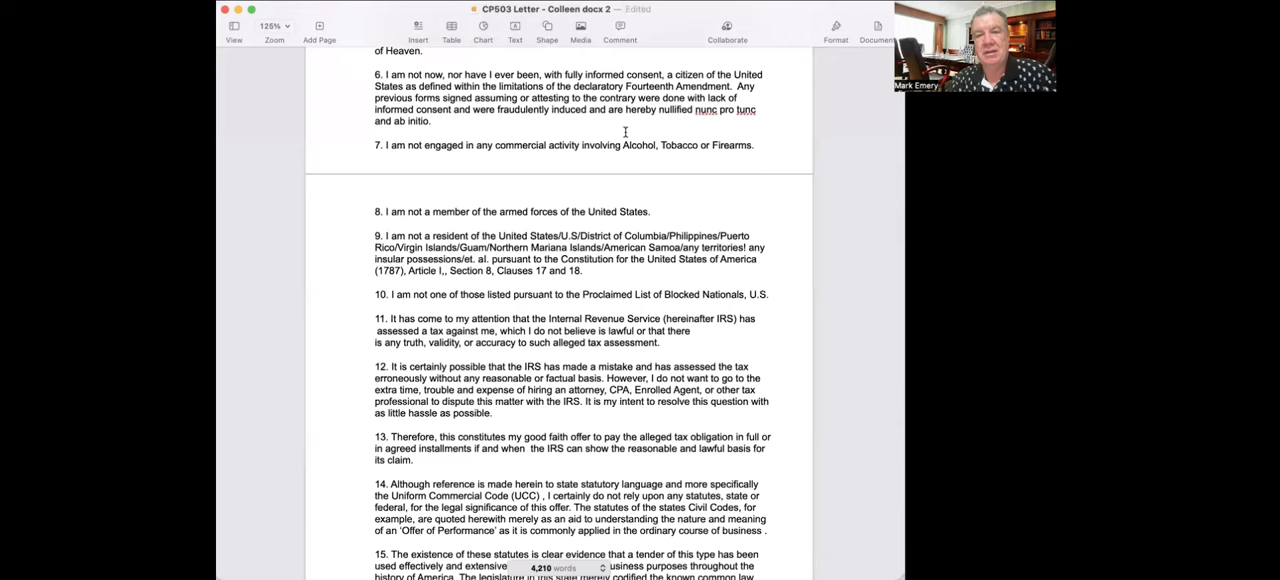 CP503 Letter - Colleen docx 2 — Edited
125%
View
Zoom
Add Page
Insert
Table
Chart
Text
Shape
Media
Comment
Collaborate
Format
Document
Mark Emery
of Heaven.
6. I am not now, nor have I ever been, with fully informed consent, a citizen of the United
States as defined within the limitations of the declaratory Fourteenth Amendment. Any
previous forms signed assuming or attesting to the contrary were done with lack of
informed consent and were fraudulently induced and are hereby nullified nunc pro tunc
and ab initio.
7. I am not engaged in any commercial activity involving Alcohol, Tobacco or Firearms.
8. I am not a member of the armed forces of the United States.
9. I am not a resident of the United States/U.S/District of Columbia/Philippines/Puerto
Rico/Virgin Islands/Guam/Northern Mariana Islands/American Samoa/any territories! any
insular possessions/et. al. pursuant to the Constitution for the United States of America
(1787), Article I,, Section 8, Clauses 17 and 18.
10. I am not one of those listed pursuant to the Proclaimed List of Blocked Nationals, U.S.
11. It has come to my attention that the Internal Revenue Service (hereinafter IRS) has
assessed a tax against me, which I do not believe is lawful or that there
is any truth, validity, or accuracy to such alleged tax assessment.
12. It is certainly possible that the IRS has made a mistake and has assessed the tax
erroneously without any reasonable or factual basis. However, I do not want to go to the
extra time, trouble and expense of hiring an attorney, CPA, Enrolled Agent, or other tax
professional to dispute this matter with the IRS. It is my intent to resolve this question with
as little hassle as possible.
13. Therefore, this constitutes my good faith offer to pay the alleged tax obligation in full or
in agreed installments if and when the IRS can show the reasonable and lawful basis for
its claim.
14. Although reference is made herein to state statutory language and more specifically
the Uniform Commercial Code (UCC) , I certainly do not rely upon any statutes, state or
federal, for the legal significance of this offer. The statutes of the states Civil Codes, for
example, are quoted herewith merely as an aid to understanding the nature and meaning
of an ‘Offer of Performance’ as it is commonly applied in the ordinary course of business .
15. The existence of these statutes is clear evidence that a tender of this type has been
used effectively and extensive business purposes throughout the
history of America. The legislature in this state merely codified the known common law
4,210 words